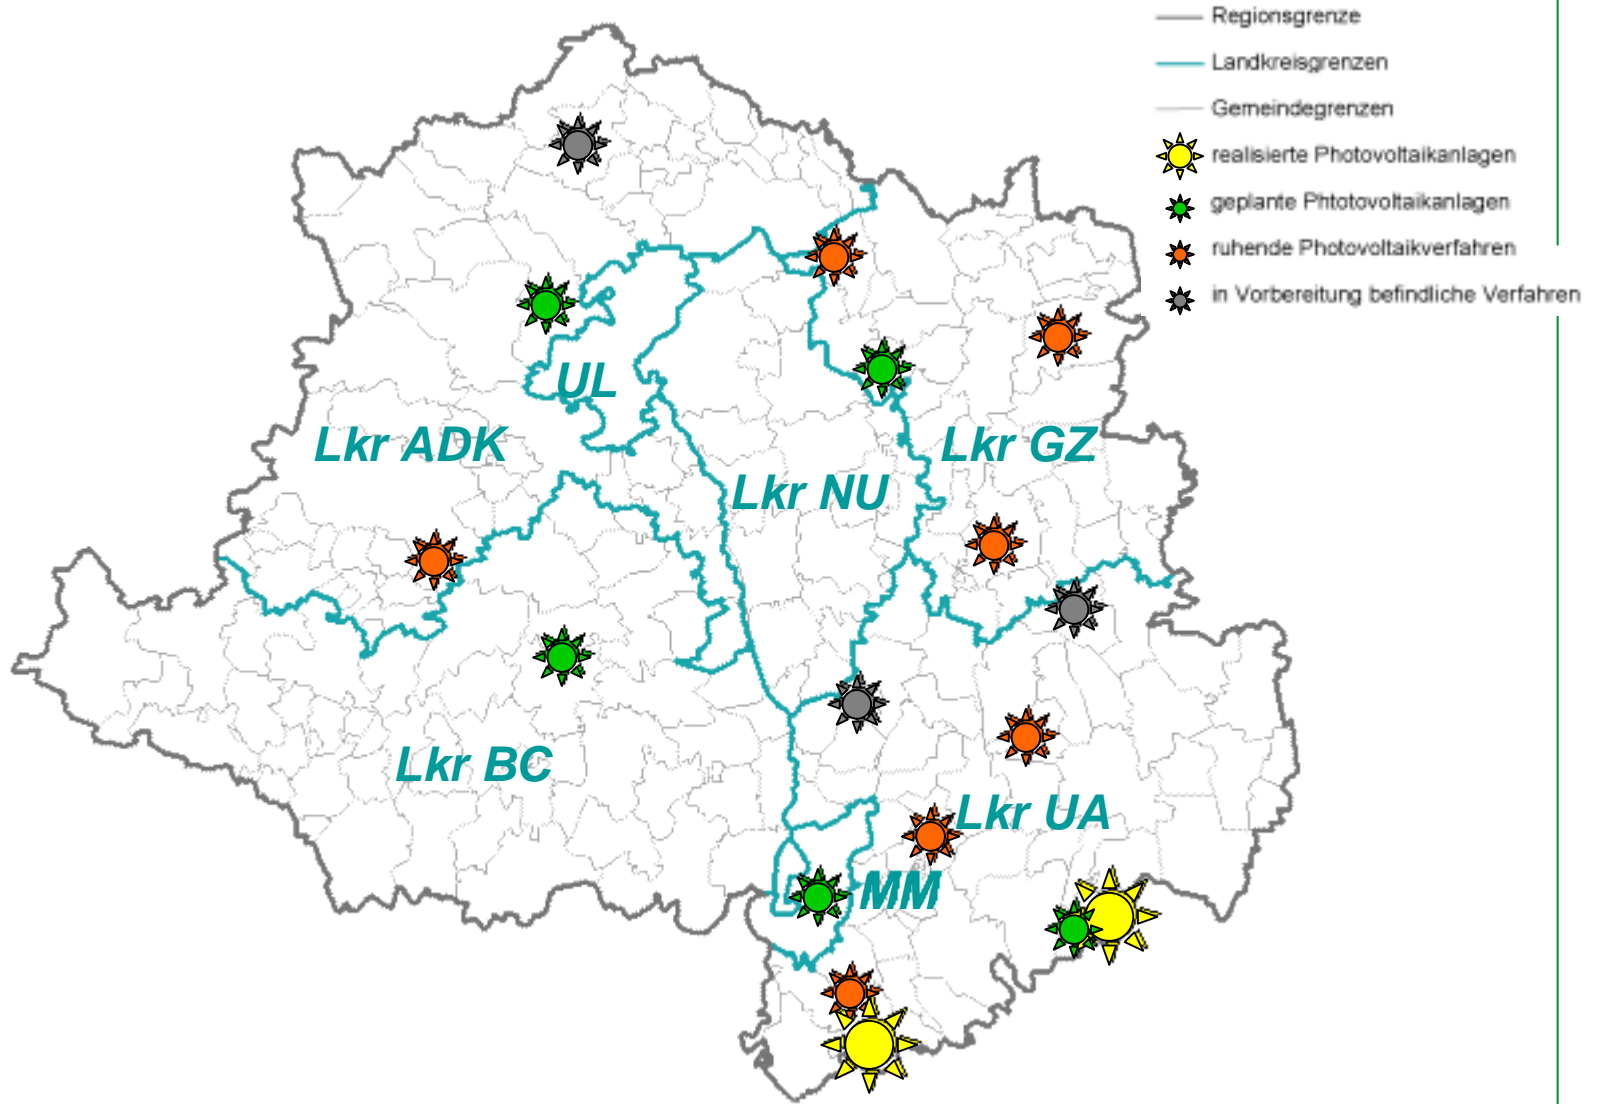 Regionsgrenze
Landkreisgrenzen
Gemeindegrenzen
realisierte Photovoltaikanlagen
geplante Phtotovoltaikanlagen
ruhende Photovoltaikverfahren
in Vorbereitung befindliche Verfahren
UL
Lkr ADK
Lkr GZ
Lkr NU
Lkr BC
Lkr UA
MM